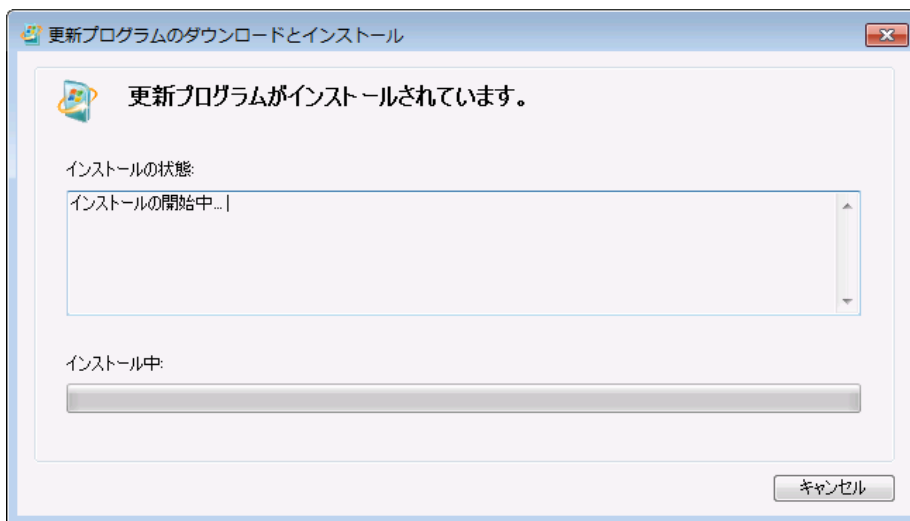 更新プログラムのダウンロードとインストール
更新プログラムがインストールされています。
インストールの状態:
インストールの開始中...
インストール中:
キャンセル